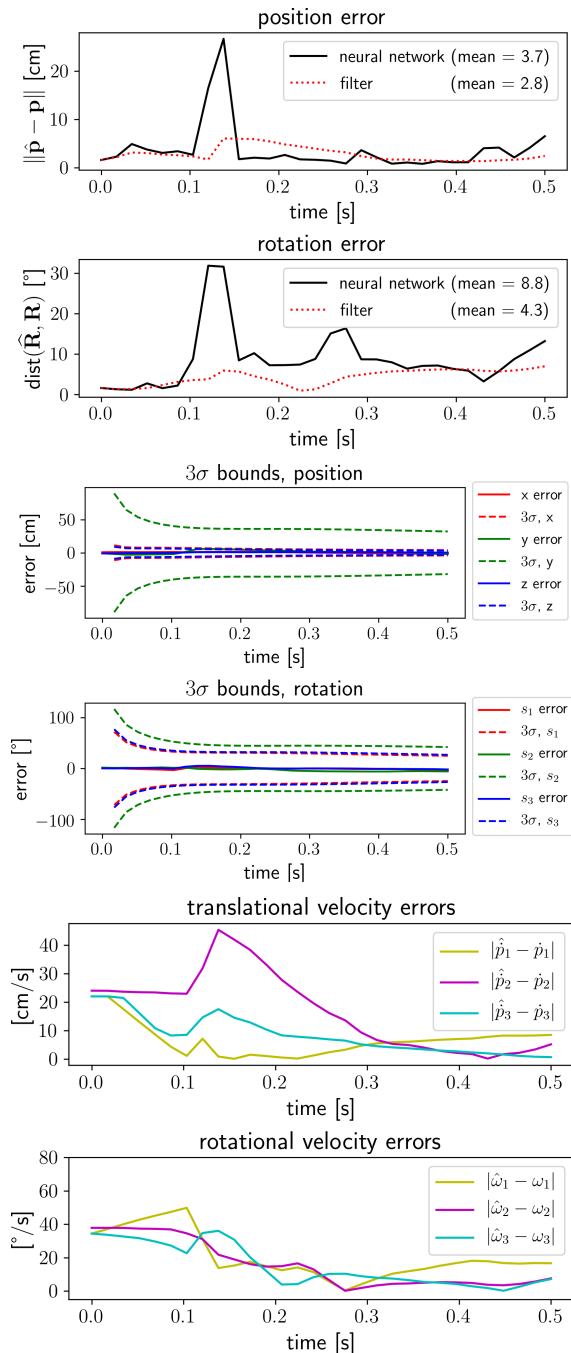 position error
‖p̂ − p‖ [cm]
20
10
0
neural network (mean = 3.7)
filter (mean = 2.8)
0.0 0.1 0.2 0.3 0.4 0.5
time [s]
rotation error
dist(R̂, R) [°]
30
20
10
0
neural network (mean = 8.8)
filter (mean = 4.3)
0.0 0.1 0.2 0.3 0.4 0.5
time [s]
3σ bounds, position
error [cm]
50
0
−50
x error
3σ, x
y error
3σ, y
z error
3σ, z
0.0 0.1 0.2 0.3 0.4 0.5
time [s]
3σ bounds, rotation
error [°]
100
0
−100
s₁ error
3σ, s₁
s₂ error
3σ, s₂
s₃ error
3σ, s₃
0.0 0.1 0.2 0.3 0.4 0.5
time [s]
translational velocity errors
[cm/s]
40
30
20
10
0
|p̂̇₁ − ṗ₁|
|p̂̇₂ − ṗ₂|
|p̂̇₃ − ṗ₃|
0.0 0.1 0.2 0.3 0.4 0.5
time [s]
rotational velocity errors
[°/s]
80
60
40
20
0
|ω̂₁ − ω₁|
|ω̂₂ − ω₂|
|ω̂₃ − ω₃|
0.0 0.1 0.2 0.3 0.4 0.5
time [s]